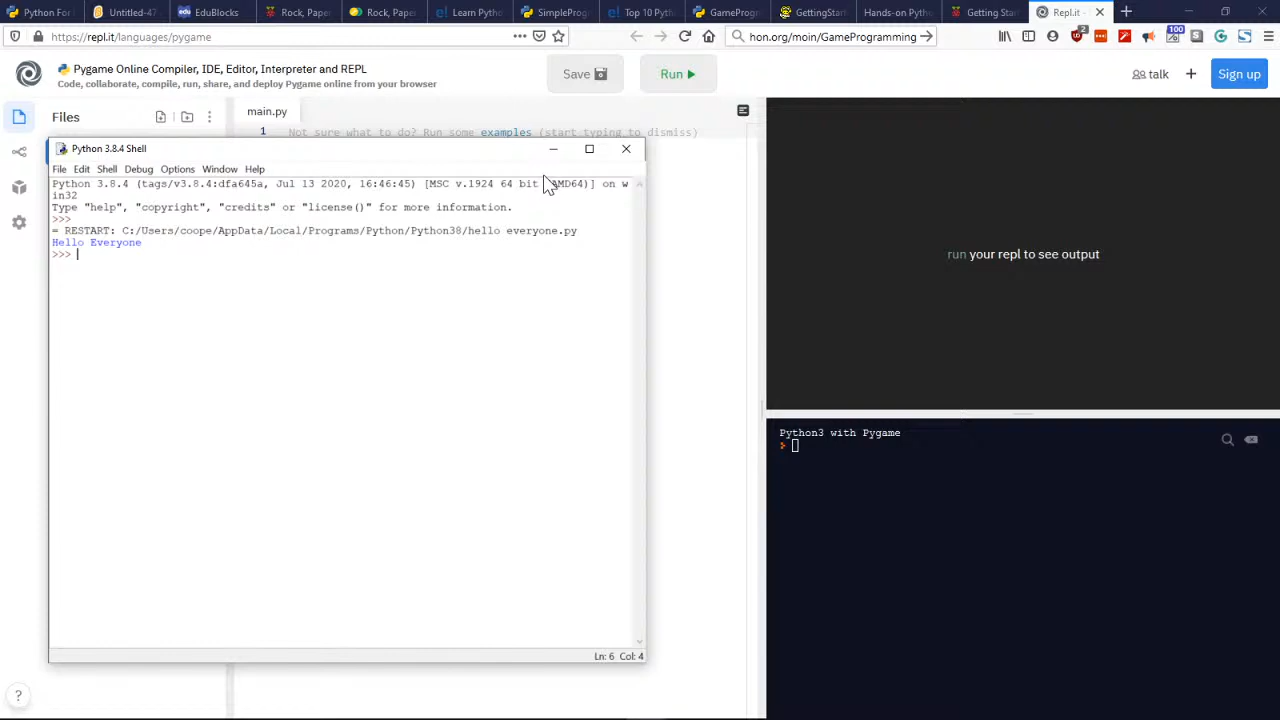 Python For
Untitled-47
EduBlocks
Rock, Pape
Rock, Pap
Learn Pytho
SimpleProg
Top 10 Pyt
GameProgr
GettingStar
Hands-on Pytho
Getting Star
Repl.it -
https://repl.it/languages/pygame
hon.org/moin/GameProgramming
2
100
Pygame Online Compiler, IDE, Editor, Interpreter and REPL
Code, collaborate, compile, run, share, and deploy Pygame online from your browser
Save
Run
talk
Sign up
Files
main.py
1 Not sure what to do? Run some examples (start typing to dismiss)
Python 3.8.4 Shell
File Edit Shell Debug Options Window Help
Python 3.8.4 (tags/v3.8.4:dfa645a, Jul 13 2020, 16:46:45) [MSC v.1924 64 bit (AMD64)] on w
in32
Type "help", "copyright", "credits" or "license()" for more information.
>>>
= RESTART: C:/Users/coope/AppData/Local/Programs/Python/Python38/hello everyone.py
Hello Everyone
>>>
Ln: 6 Col: 4
run your repl to see output
Python3 with Pygame
?